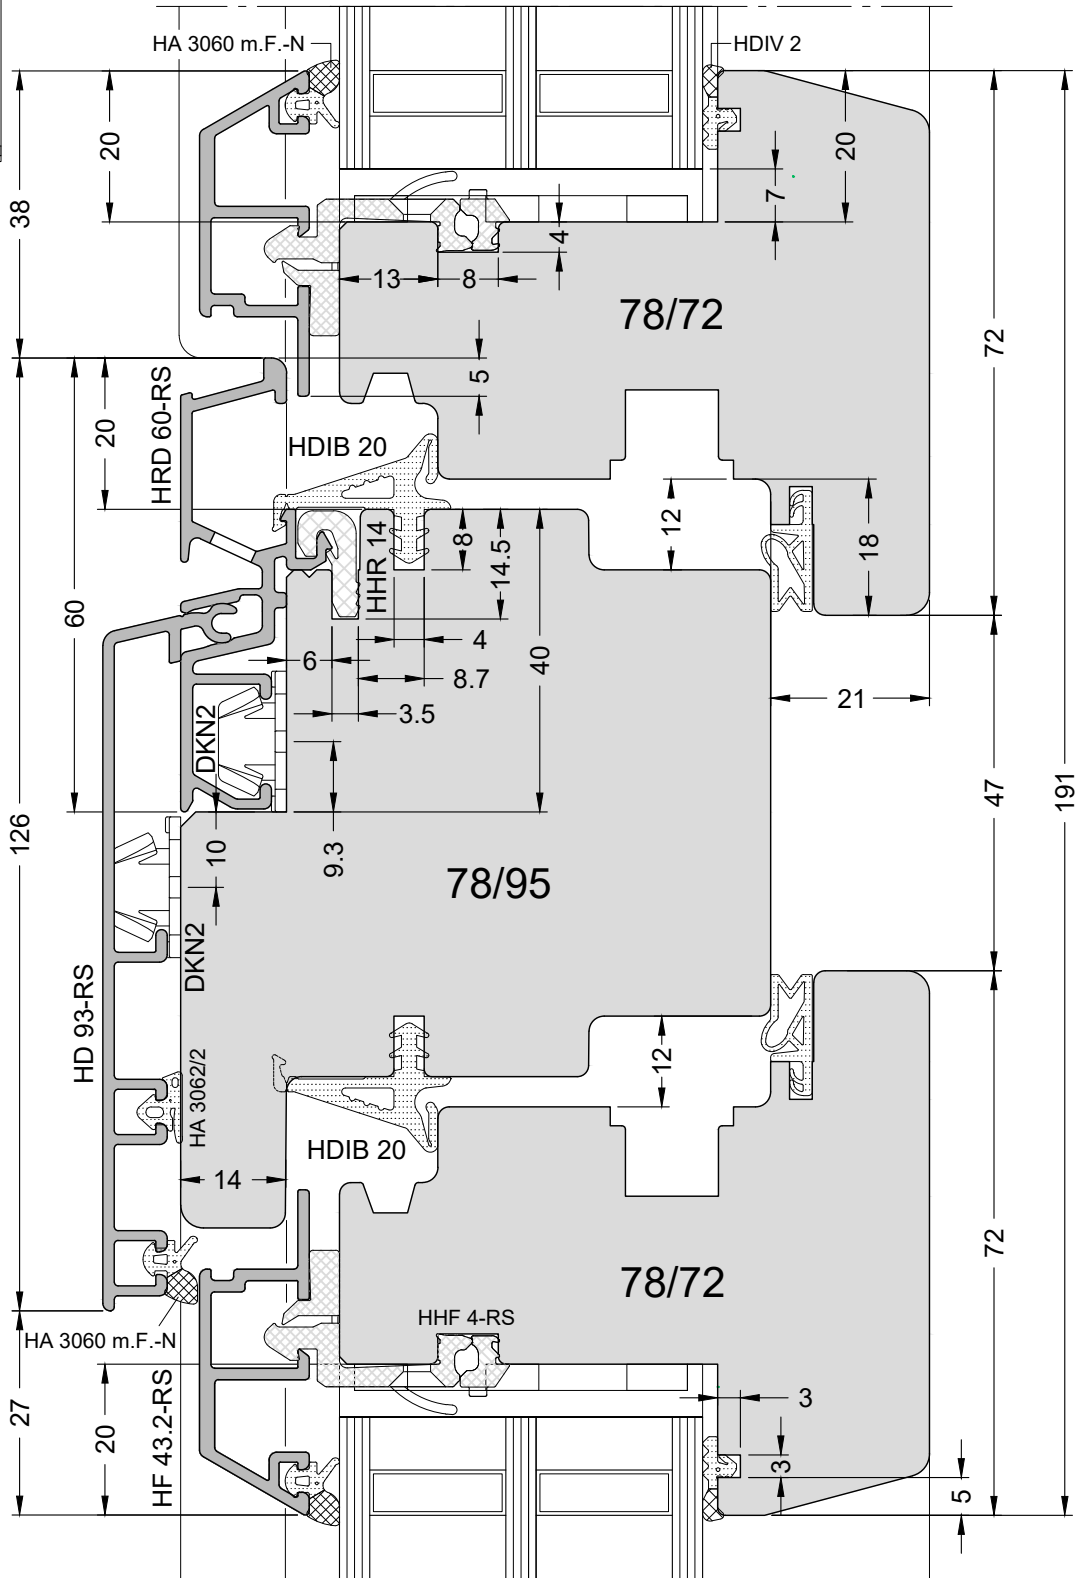 HA 3060 m.F.-N
HDIV 2
20
20
38
7
4
13
8
78/72
72
5
HRD 60-RS
20
HDIB 20
12
18
HHR 14
8
14.5
60
4
6
40
8.7
3.5
21
DKN2
47
191
126
10
9.3
78/95
DKN2
HD 93-RS
HA 3062/2
12
HDIB 20
14
72
78/72
HHF 4-RS
HA 3060 m.F.-N
27
HF 43.2-RS
20
3
3
5